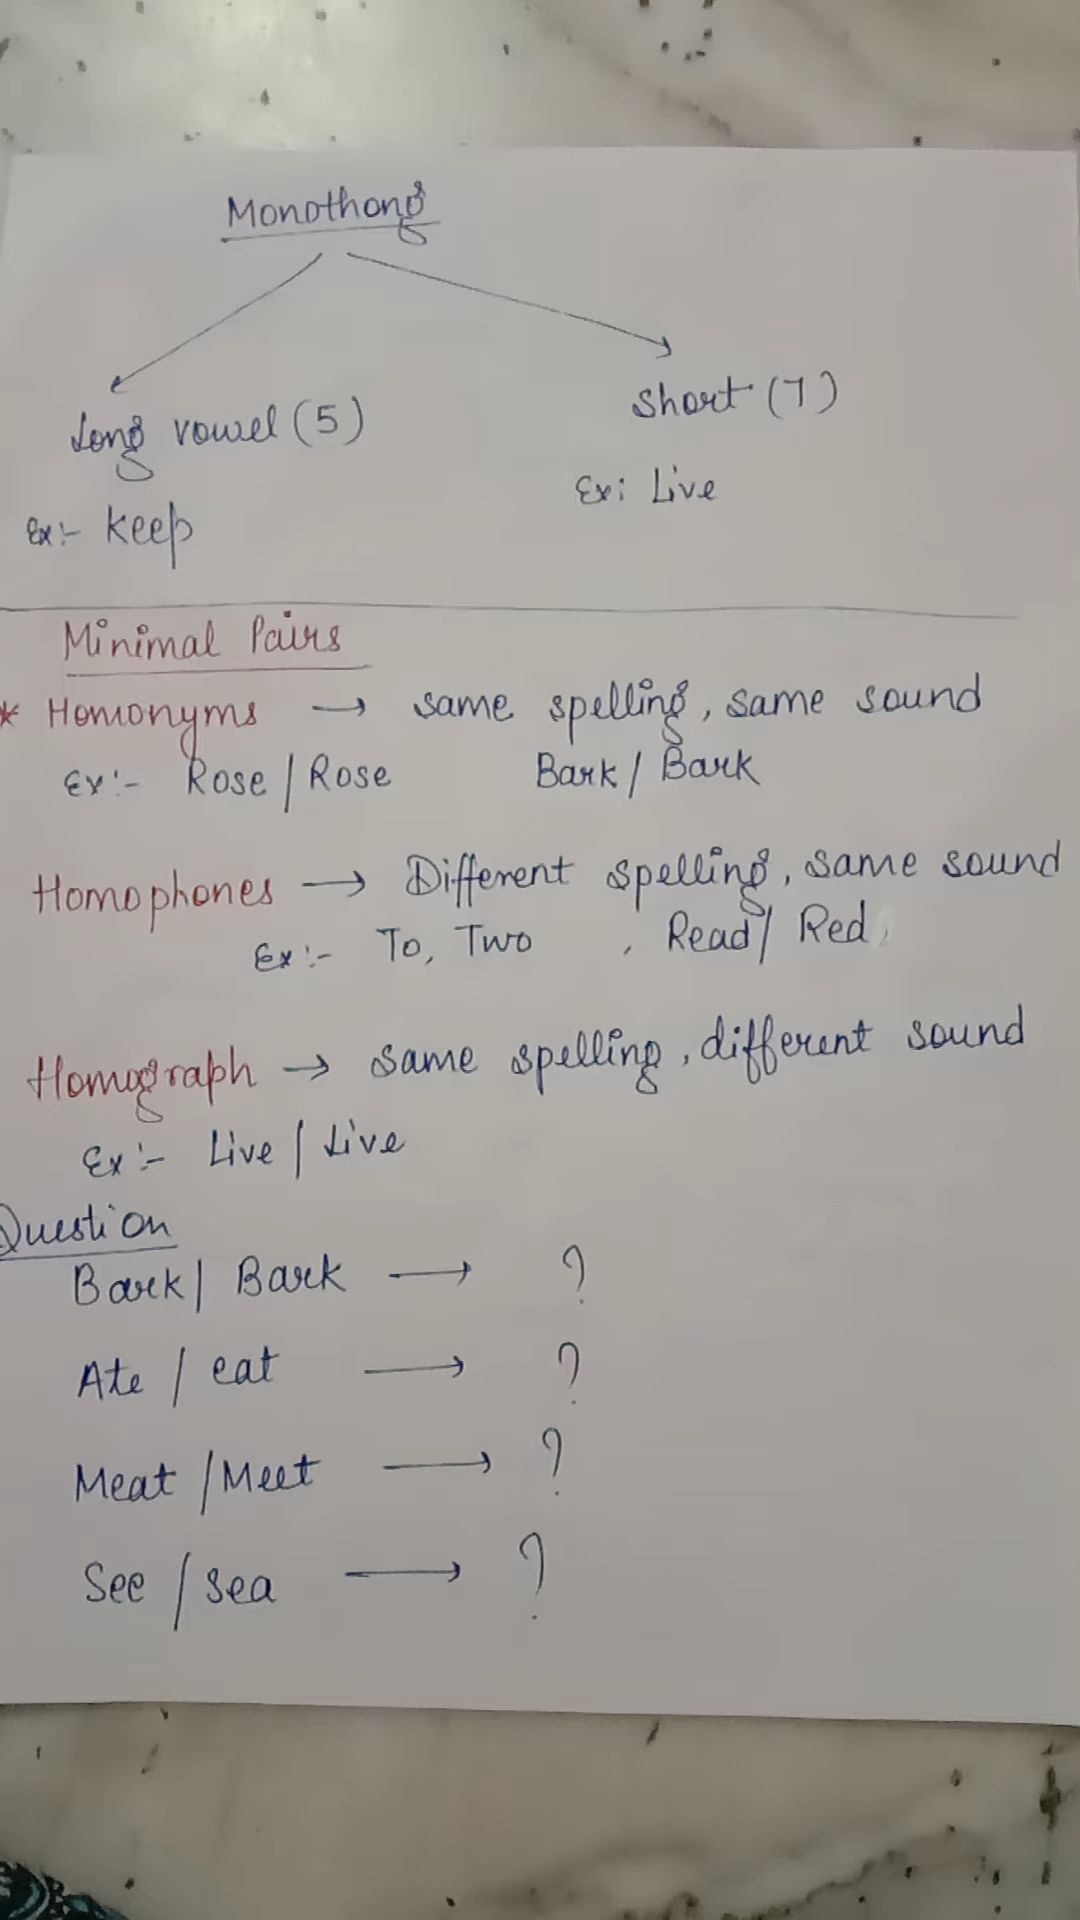 Monothong
Long vowel (5)
short (7)
Ex:- keep
Ex: Live
Minimal Pairs
* Homonyms → same spelling, same sound
Ex:- Rose / Rose Bark / Bark
Homophones → Different spelling, same sound
Ex:- To, Two , Read / Red,
Homograph → same spelling, different sound
Ex:- Live / Live
Question
Bark / Bark → ?
Ate / eat → ?
Meat / Meet → ?
See / sea → ?